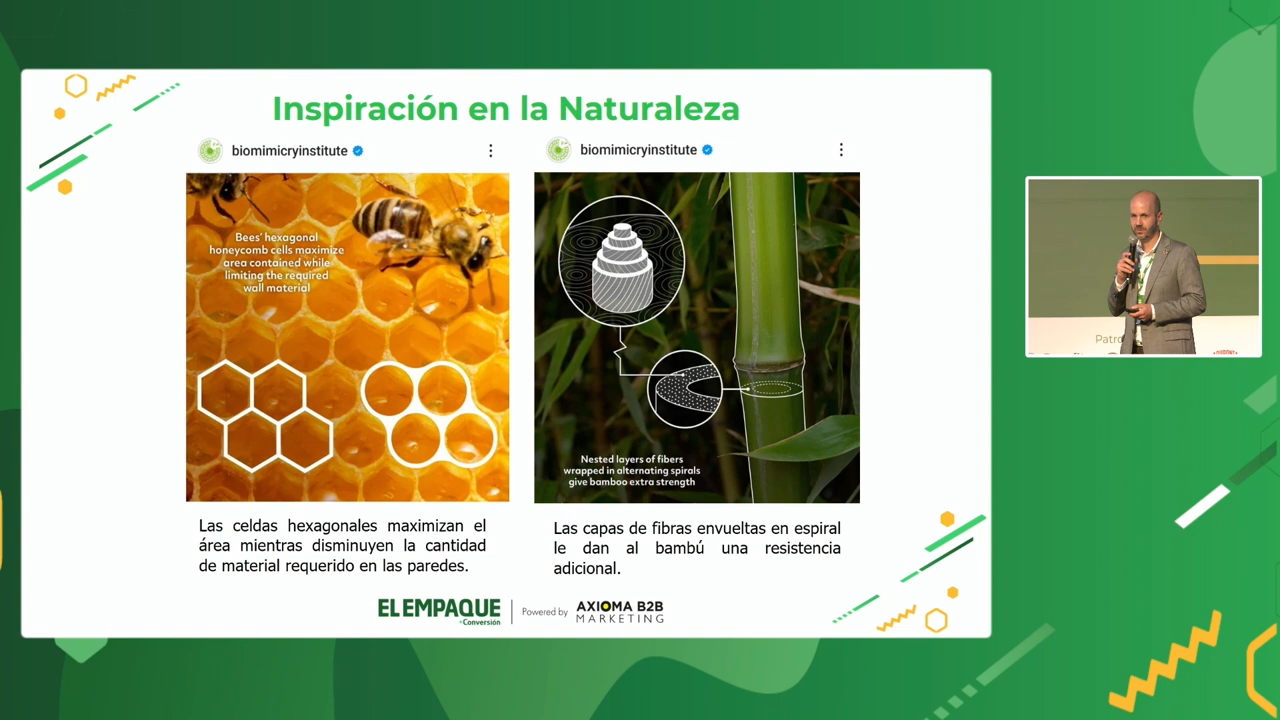 Inspiración en la Naturaleza
biomimicryinstitute
Bees' hexagonal
honeycomb cells maximize
area contained while
limiting the required
wall material
Las celdas hexagonales maximizan el
área mientras disminuyen la cantidad
de material requerido en las paredes.
biomimicryinstitute
Nested layers of fibers
wrapped in alternating spirals
give bamboo extra strength
Las capas de fibras envueltas en espiral
le dan al bambú una resistencia
adicional.
EL EMPAQUE
+Conversión
Powered by
AXIOMA B2B
MARKETING
Patro